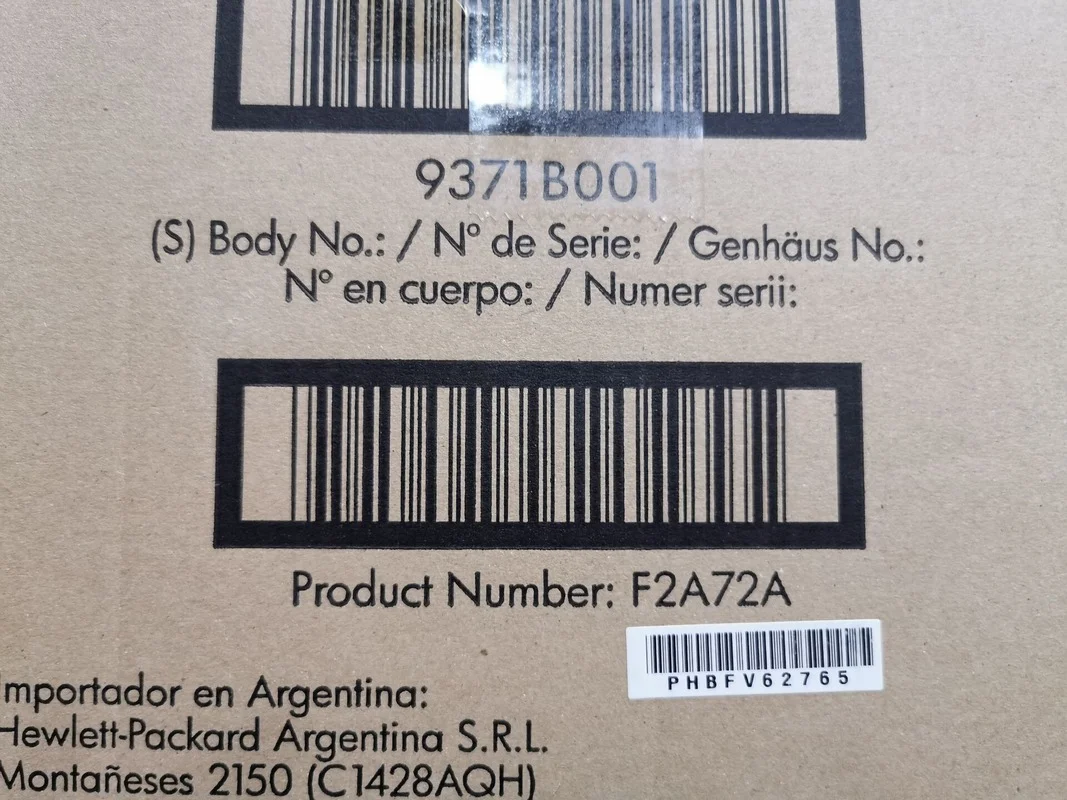 9371B001
(S) Body No.: / N° de Serie: / Genhäus No.:
N° en cuerpo: / Numer serii:
Product Number: F2A72A
PHBFV62765
mportador en Argentina:
Hewlett-Packard Argentina S.R.L.
Montañeses 2150 (C1428AQH)